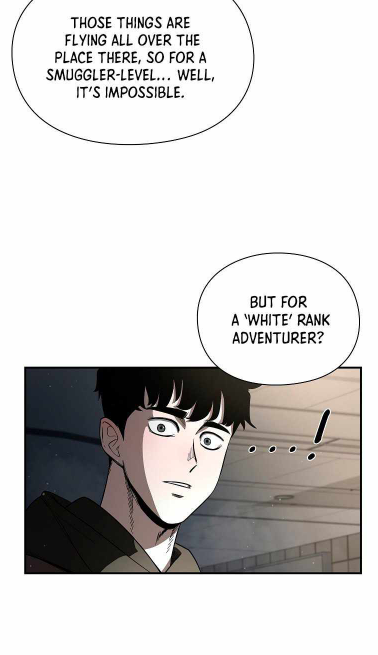 THOSE THINGS ARE
FLYING ALL OVER THE
PLACE THERE, SO FOR A
SMUGGLER-LEVEL... WELL,
IT'S IMPOSSIBLE.
BUT FOR
A 'WHITE' RANK
ADVENTURER?
...!